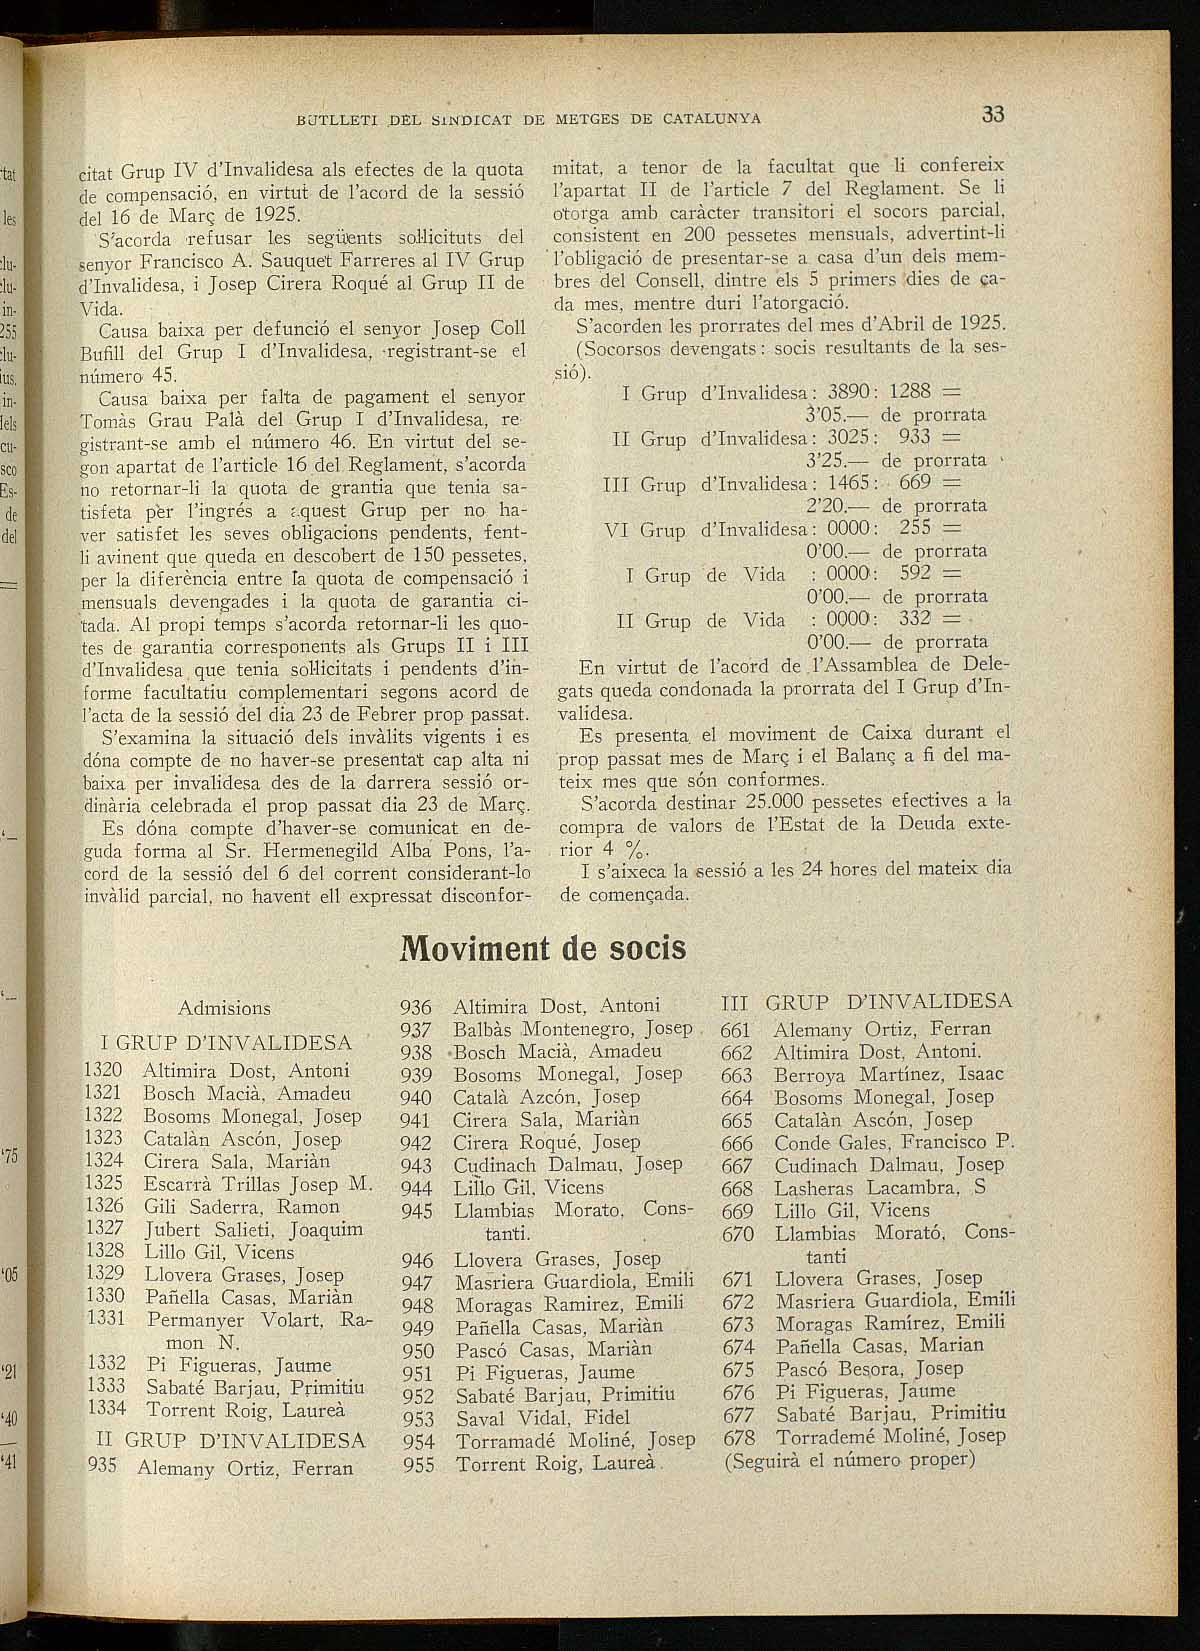 BUTLLETI DEL SINDICAT DE METGES DE CATALUNYA
33
citat Grup IV d'Invalidesa als efectes de la quota
de compensació, en virtut de l'acord de la sessió
del 16 de Març de 1925.
S'acorda refusar les següents sol·licituts del
senyor Francisco A. Sauquet Farreres al IV Grup
d'Invalidesa, i Josep Cirera Roqué al Grup II de
Vida.
Causa baixa per defunció el senyor Josep Coll
Bufill del Grup I d'Invalidesa, registrant-se el
número 45.
Causa baixa per falta de pagament el senyor
Tomàs Grau Palà del Grup I d'Invalidesa, re-
gistrant-se amb el número 46. En virtut del se-
gon apartat de l'article 16 del Reglament, s'acorda
no retornar-li la quota de grantia que tenia sa-
tisfeta per l'ingrés a aquest Grup per no ha-
ver satisfet les seves obligacions pendents, fent-
li avinent que queda en descobert de 150 pessetes,
per la diferència entre la quota de compensació i
mensuals devengades i la quota de garantia ci-
tada. Al propi temps s'acorda retornar-li les quo-
tes de garantia corresponents als Grups II i III
d'Invalidesa que tenia sol·licitats i pendents d'in-
forme facultatiu complementari segons acord de
l'acta de la sessió del dia 23 de Febrer prop passat.
S'examina la situació dels invàlits vigents i es
dóna compte de no haver-se presentat cap alta ni
baixa per invalidesa des de la darrera sessió or-
dinària celebrada el prop passat dia 23 de Març.
Es dóna compte d'haver-se comunicat en de-
guda forma al Sr. Hermenegild Alba Pons, l'a-
cord de la sessió del 6 del corrent considerant-lo
invàlid parcial, no havent ell expressat disconfor-
mitat, a tenor de la facultat que li confereix
l'apartat II de l'article 7 del Reglament. Se li
otorga amb caràcter transitori el socors parcial,
consistent en 200 pessetes mensuals, advertint-li
l'obligació de presentar-se a casa d'un dels mem-
bres del Consell, dintre els 5 primers dies de ca-
da mes, mentre duri l'atorgació.
S'acorden les prorrates del mes d'Abril de 1925.
(Socorsos devengats: socis resultants de la ses-
sió).
I Grup d'Invalidesa: 3890: 1288 =
3'05.— de prorrata
II Grup d'Invalidesa: 3025: 933 =
3'25.— de prorrata
III Grup d'Invalidesa: 1465: 669 =
2'20.— de prorrata
VI Grup d'Invalidesa: 0000: 255 =
0'00.— de prorrata
I Grup de Vida : 0000: 592 =
0'00.— de prorrata
II Grup de Vida : 0000: 332 =
0'00.— de prorrata
En virtut de l'acord de l'Assamblea de Dele-
gats queda condonada la prorrata del I Grup d'In-
validesa.
Es presenta el moviment de Caixa durant el
prop passat mes de Març i el Balanç a fi del ma-
teix mes que són conformes.
S'acorda destinar 25.000 pessetes efectives a la
compra de valors de l'Estat de la Deuda exte-
rior 4 %.
I s'aixeca la sessió a les 24 hores del mateix dia
de començada.
Moviment de socis
Admisions
I GRUP D'INVALIDESA
1320 Altimira Dost, Antoni
1321 Bosch Macià, Amadeu
1322 Bosoms Monegal, Josep
1323 Catalàn Ascón, Josep
1324 Cirera Sala, Mariàn
1325 Escarrà Trillas Josep M.
1326 Gili Saderra, Ramon
1327 Jubert Salieti, Joaquim
1328 Lillo Gil, Vicens
1329 Llovera Grases, Josep
1330 Pañella Casas, Mariàn
1331 Permanyer Volart, Ra-
mon N.
1332 Pi Figueras, Jaume
1333 Sabaté Barjau, Primitiu
1334 Torrent Roig, Laureà
II GRUP D'INVALIDESA
935 Alemany Ortiz, Ferran
936 Altimira Dost, Antoni
937 Balbàs Montenegro, Josep
938 Bosch Macià, Amadeu
939 Bosoms Monegal, Josep
940 Català Azcón, Josep
941 Cirera Sala, Mariàn
942 Cirera Roqué, Josep
943 Cudinach Dalmau, Josep
944 Lillo Gil, Vicens
945 Llambias Morato, Cons-
tanti.
946 Llovera Grases, Josep
947 Masriera Guardiola, Emili
948 Moragas Ramirez, Emili
949 Pañella Casas, Mariàn
950 Pascó Casas, Mariàn
951 Pi Figueras, Jaume
952 Sabaté Barjau, Primitiu
953 Saval Vidal, Fidel
954 Torramadé Moliné, Josep
955 Torrent Roig, Laureà.
III GRUP D'INVALIDESA
661 Alemany Ortiz, Ferran
662 Altimira Dost, Antoni.
663 Berroya Martínez, Isaac
664 Bosoms Monegal, Josep
665 Catalàn Ascón, Josep
666 Conde Gales, Francisco P.
667 Cudinach Dalmau, Josep
668 Lasheras Lacambra, S
669 Lillo Gil, Vicens
670 Llambias Morató, Cons-
tanti
671 Llovera Grases, Josep
672 Masriera Guardiola, Emili
673 Moragas Ramírez, Emili
674 Pañella Casas, Marian
675 Pascó Besora, Josep
676 Pi Figueras, Jaume
677 Sabaté Barjau, Primitiu
678 Torrademé Moliné, Josep
(Seguirà el número proper)